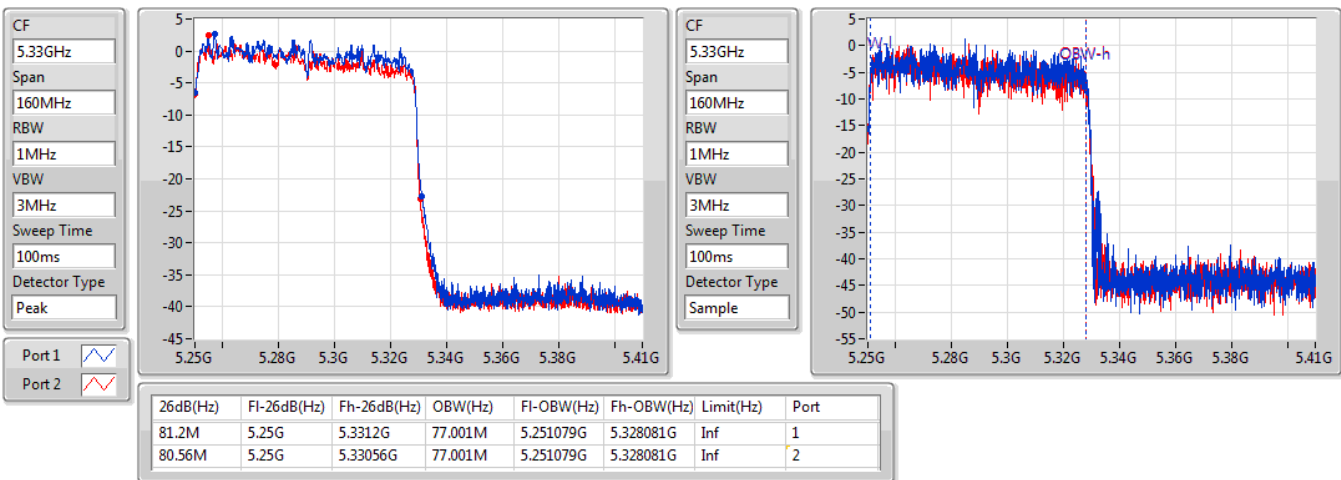 CF
5.33GHz
Span
160MHz
RBW
1MHz
VBW
3MHz
Sweep Time
100ms
Detector Type
Peak
Port 1
Port 2
5
0
-5
-10
-15
-20
-25
-30
-35
-40
-45
5.25G 5.28G 5.3G 5.32G 5.34G 5.36G 5.38G 5.41G
CF
5.33GHz
Span
160MHz
RBW
1MHz
VBW
3MHz
Sweep Time
100ms
Detector Type
Sample
5
0
-5
-10
-15
-20
-25
-30
-35
-40
-45
-50
-55
W-l
OBW-h
5.25G 5.28G 5.3G 5.32G 5.34G 5.36G 5.38G 5.41G
26dB(Hz) Fl-26dB(Hz) Fh-26dB(Hz) OBW(Hz) Fl-OBW(Hz) Fh-OBW(Hz) Limit(Hz) Port
81.2M 5.25G 5.3312G 77.001M 5.251079G 5.328081G Inf 1
80.56M 5.25G 5.33056G 77.001M 5.251079G 5.328081G Inf 2